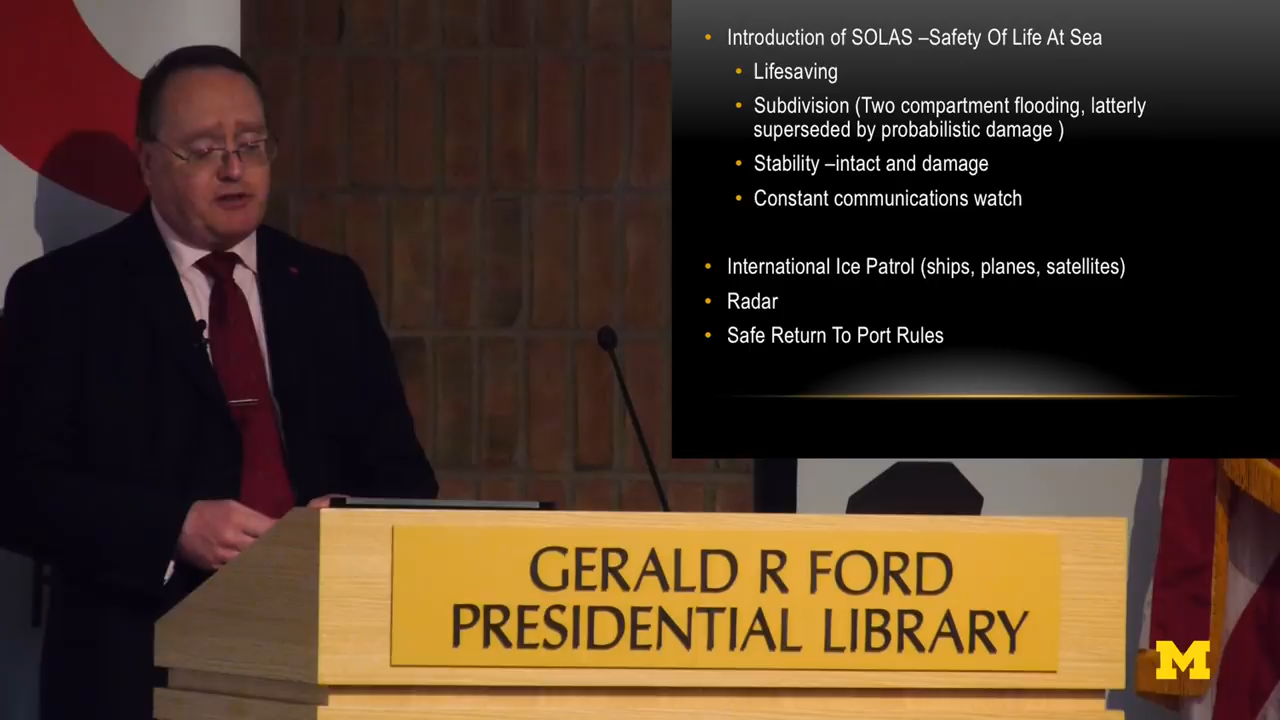 • Introduction of SOLAS –Safety Of Life At Sea
• Lifesaving
• Subdivision (Two compartment flooding, latterly
superseded by probabilistic damage )
• Stability –intact and damage
• Constant communications watch
• International Ice Patrol (ships, planes, satellites)
• Radar
• Safe Return To Port Rules
GERALD R FORD
PRESIDENTIAL LIBRARY
M